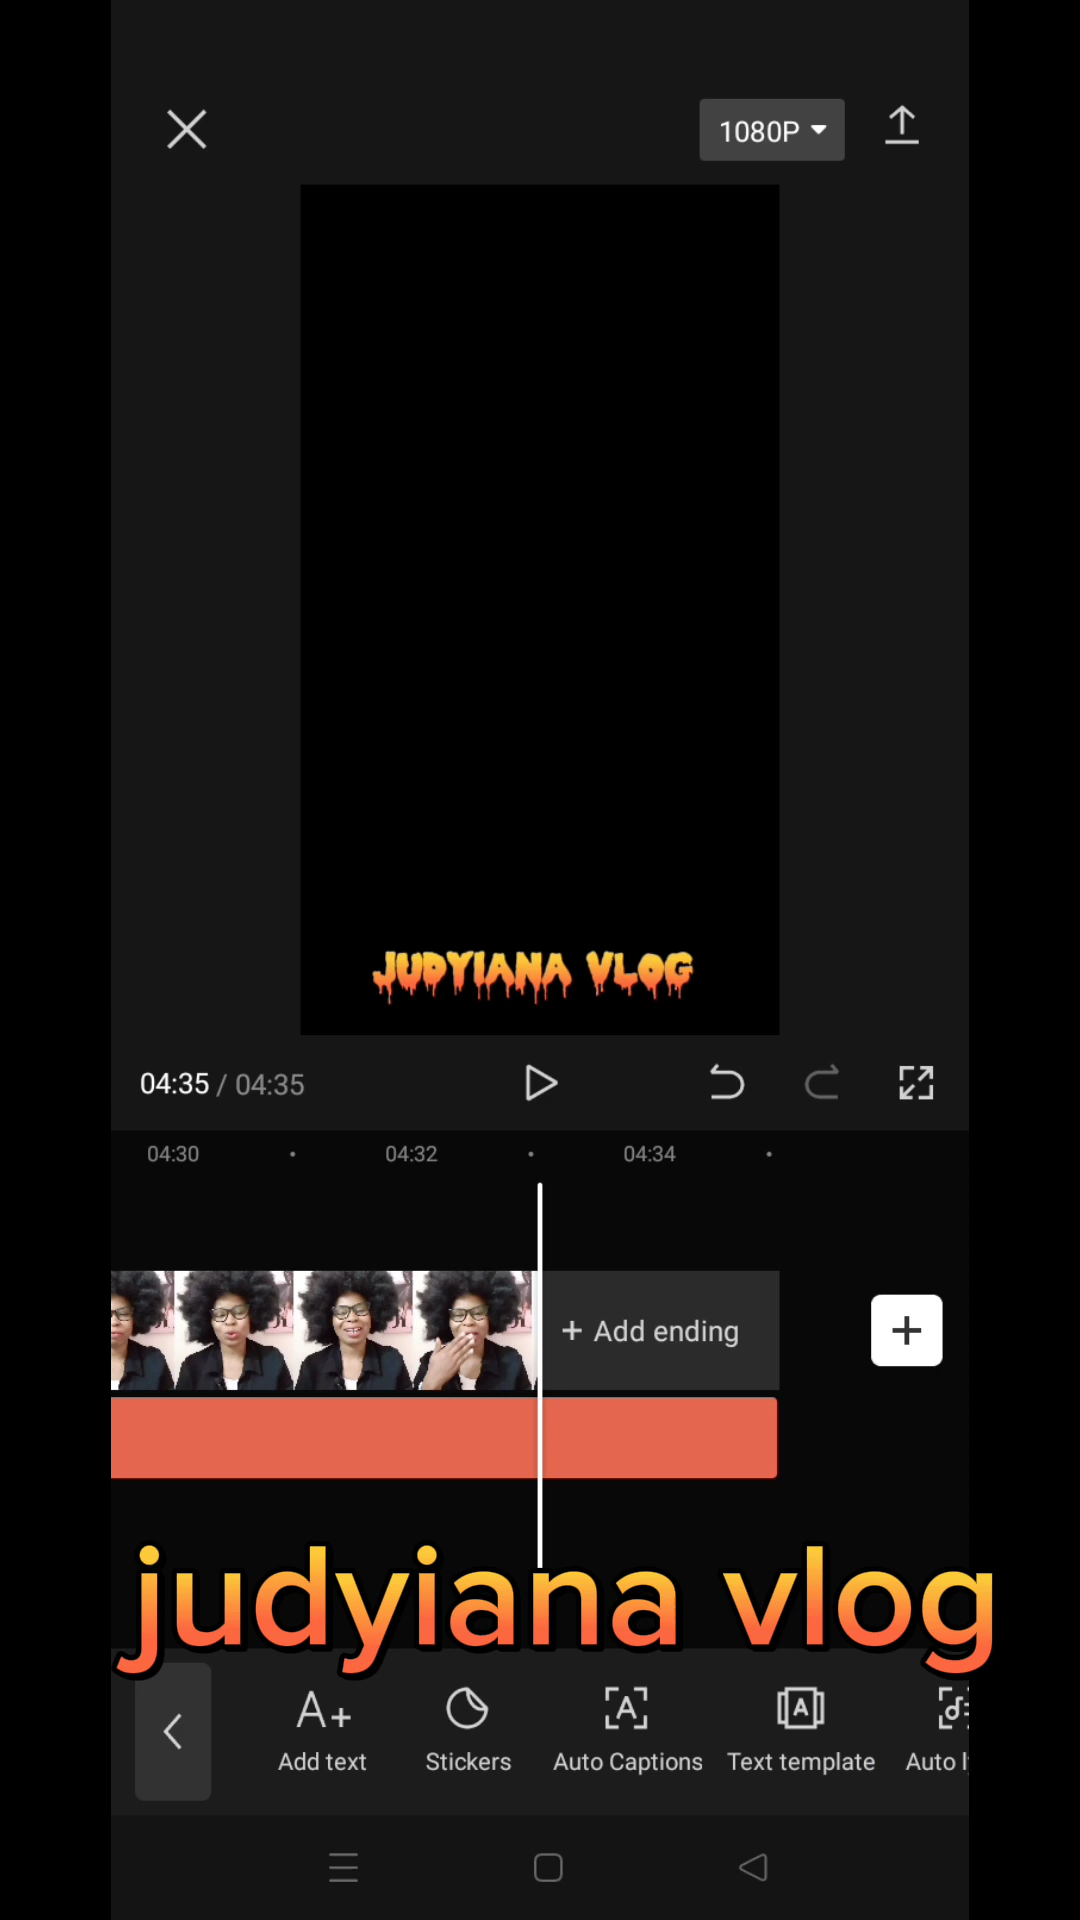 1080P
JUDYIANA VLOG
04:35 / 04:35
04:30 04:32 04:34
+ Add ending
judyiana vlog
A+ A A
Add text Stickers Auto Captions Text template Auto